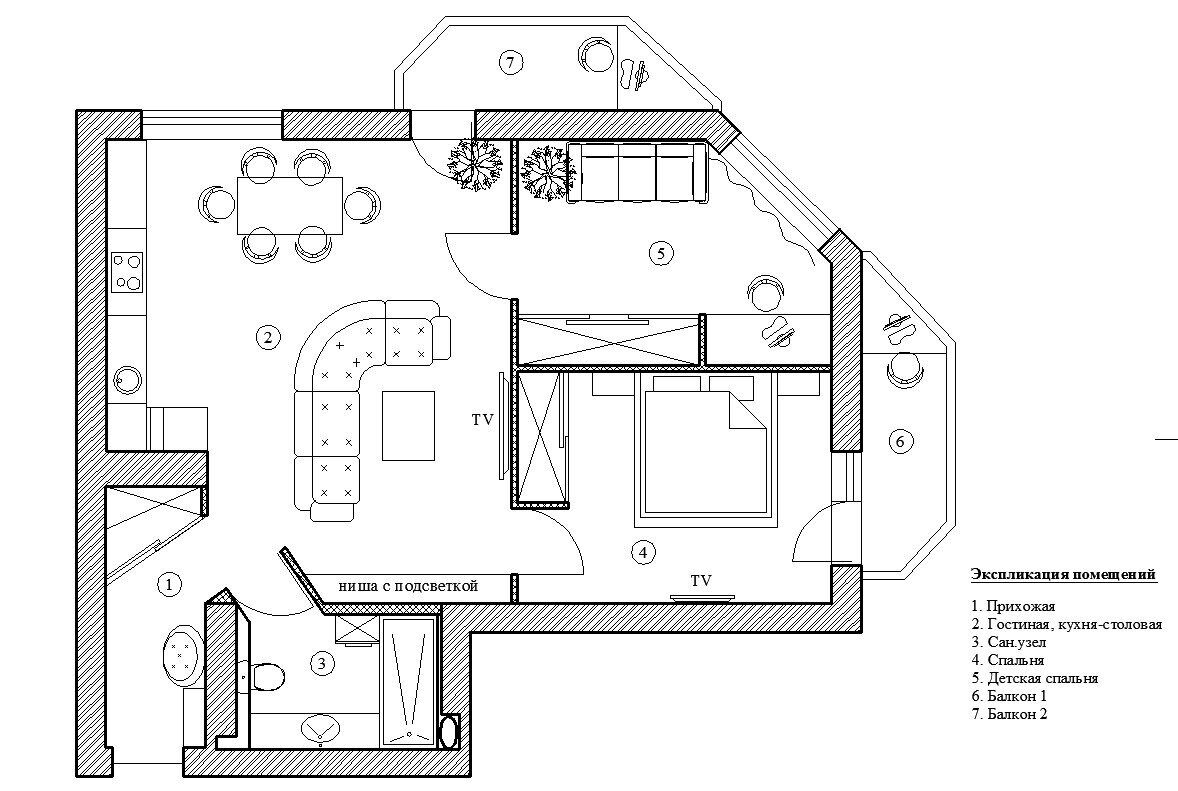 7
5
2
TV
6
4
1
ниша с подсветкой
TV
3
Экспликация помещений
1. Прихожая
2. Гостиная, кухня-столовая
3. Сан.узел
4. Спальня
5. Детская спальня
6. Балкон 1
7. Балкон 2